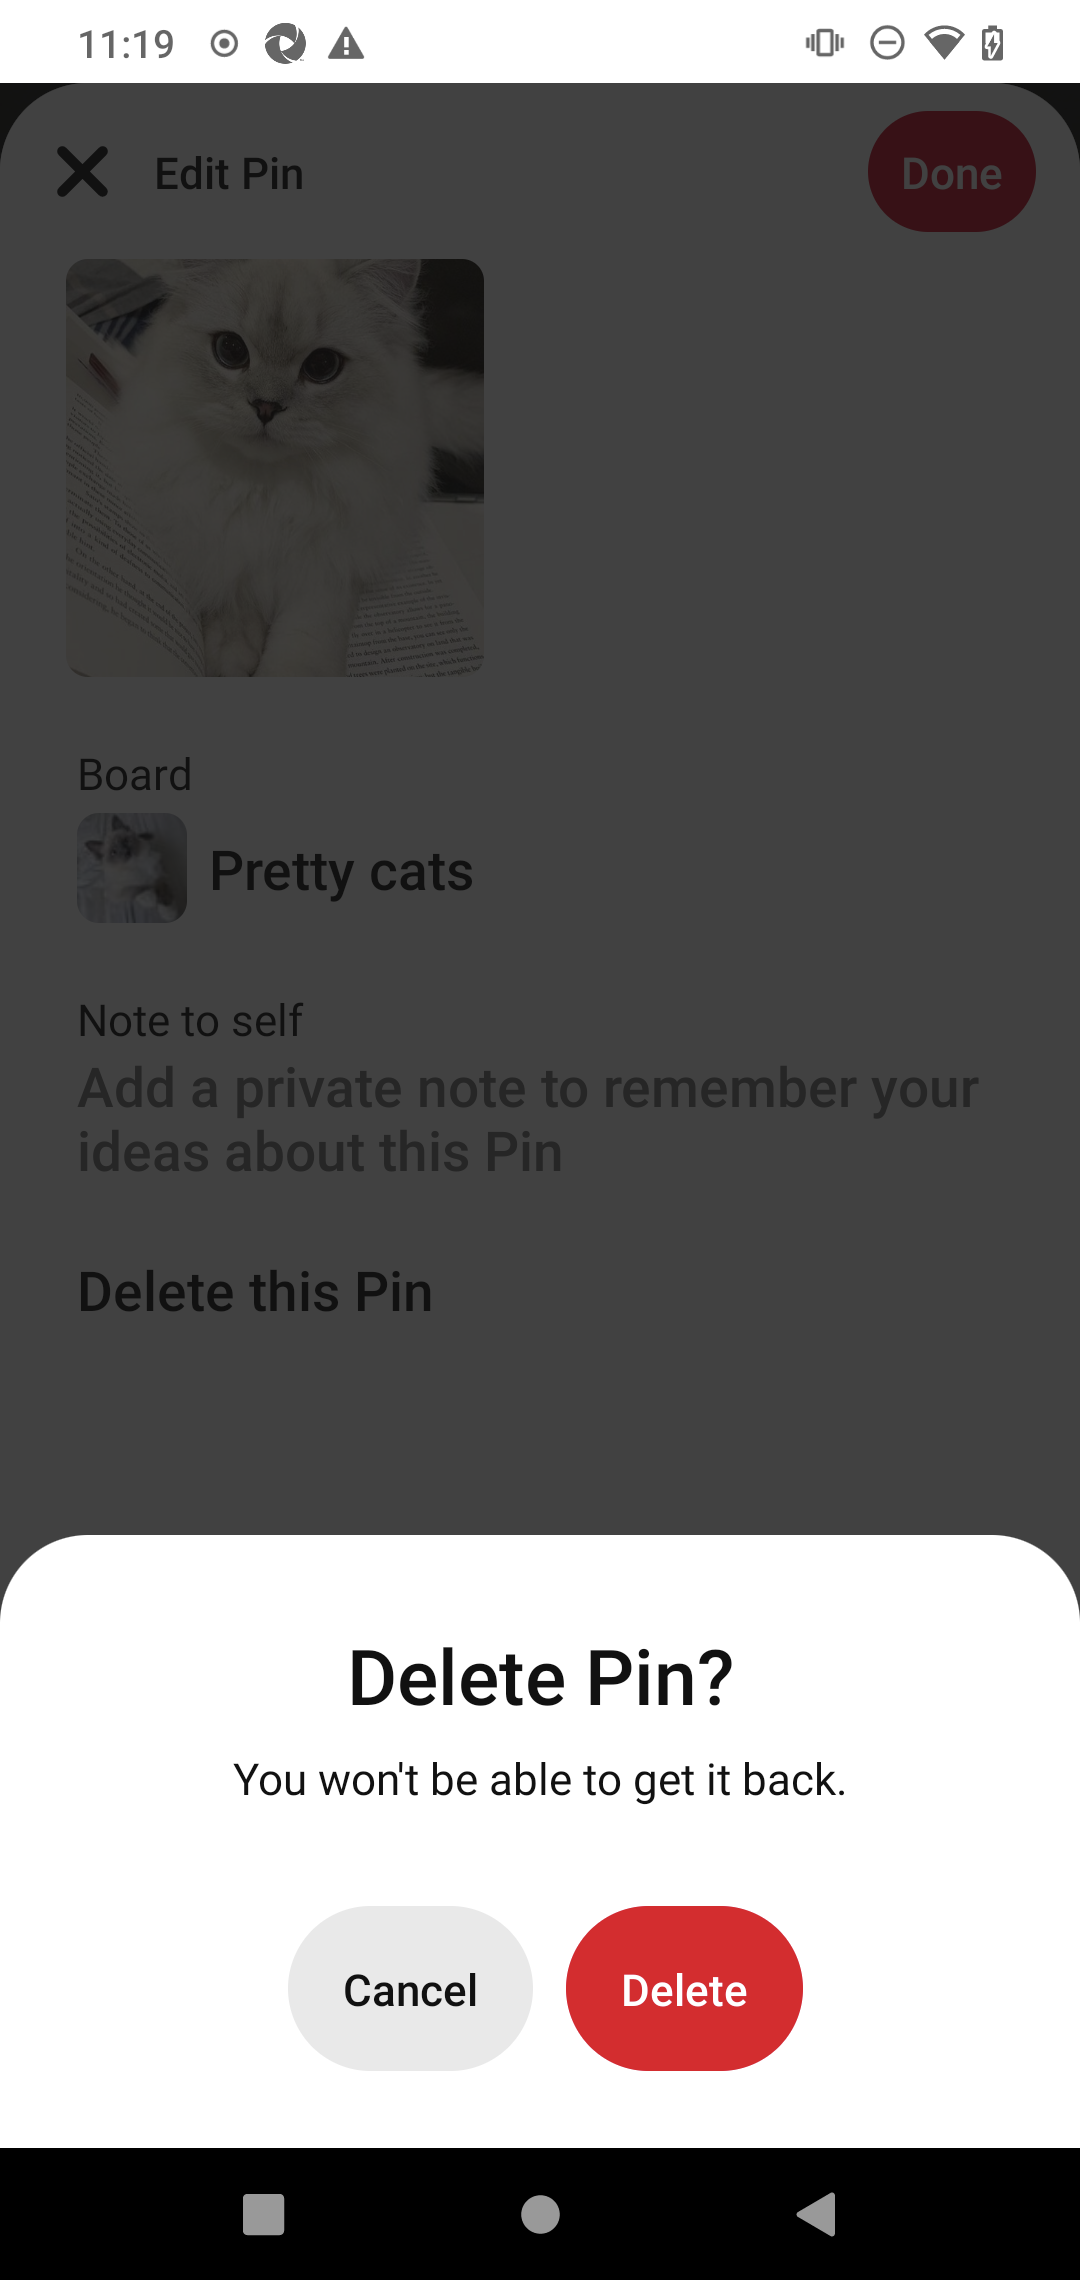 11:19
Edit Pin
Done
Board
Pretty cats
Note to self
Add a private note to remember your
ideas about this Pin
Delete this Pin
Delete Pin?
You won't be able to get it back.
Cancel
Delete